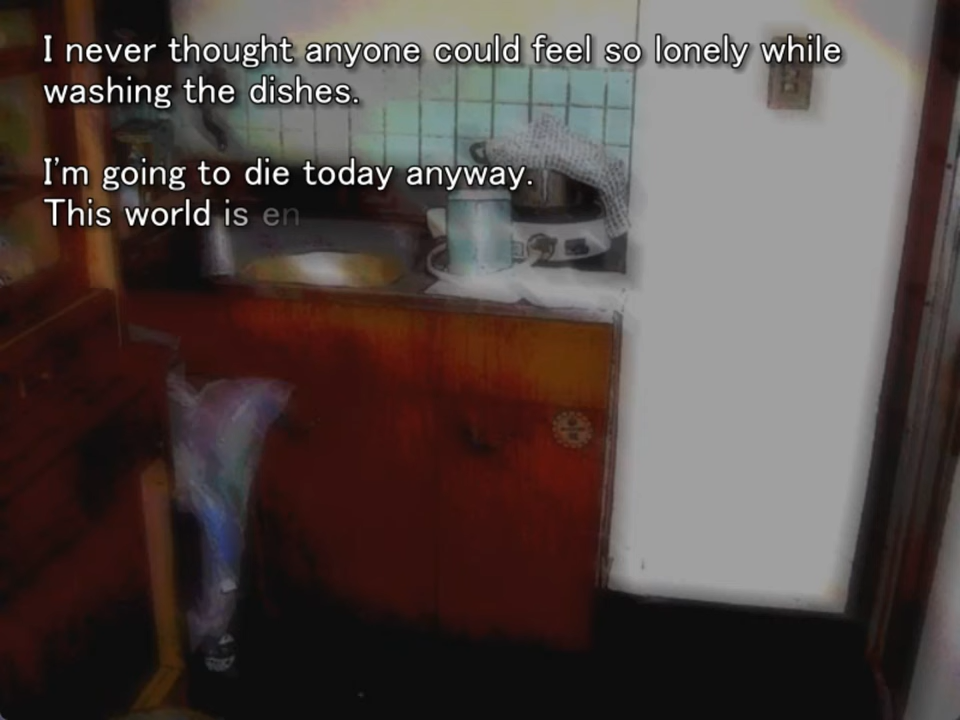 I never thought anyone could feel so lonely while
washing the dishes.
I'm going to die today anyway.
This world is en